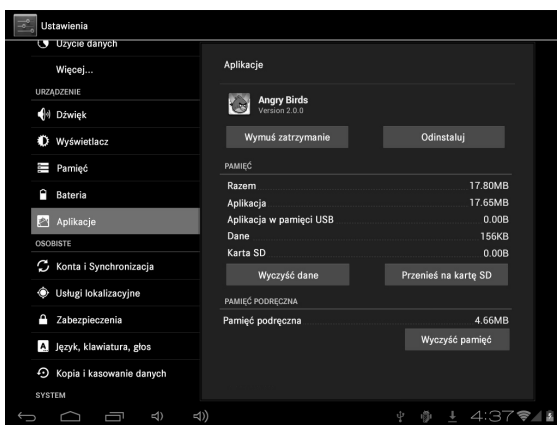 Ustawienia
Użycie danych
Więcej...
URZĄDZENIE
Dźwięk
Wyświetlacz
Pamięć
Bateria
Aplikacje
OSOBISTE
Konta i Synchronizacja
Usługi lokalizacyjne
Zabezpieczenia
Język, klawiatura, głos
Kopia i kasowanie danych
SYSTEM
Aplikacje
Angry Birds
Version 2.0.0
Wymuś zatrzymanie Odinstaluj
PAMIĘĆ
Razem 17.80MB
Aplikacja 17.65MB
Aplikacja w pamięci USB 0.00B
Dane 156KB
Karta SD 0.00B
Wyczyść dane Przenieś na kartę SD
PAMIĘĆ PODRĘCZNA
Pamięć podręczna 4.66MB
Wyczyść pamięć
4:37